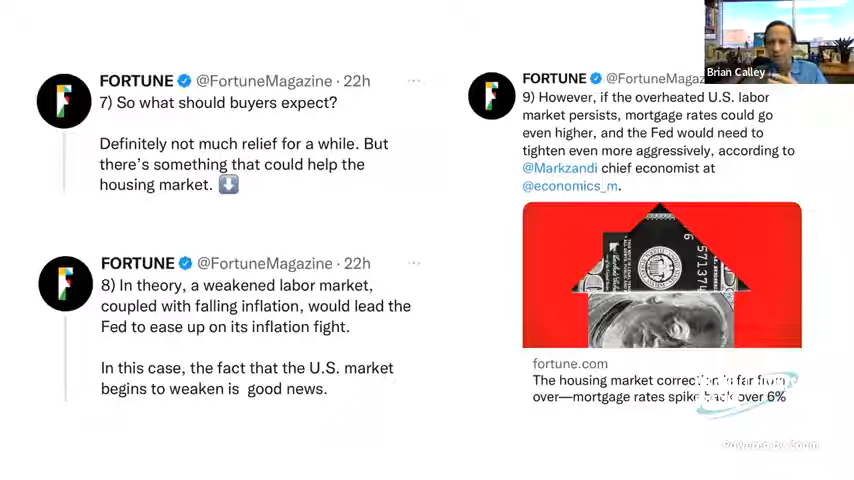 FORTUNE @FortuneMagazine · 22h ···
7) So what should buyers expect?
Definitely not much relief for a while. But
there's something that could help the
housing market.
FORTUNE @FortuneMagazine · 22h ···
8) In theory, a weakened labor market,
coupled with falling inflation, would lead the
Fed to ease up on its inflation fight.
In this case, the fact that the U.S. market
begins to weaken is good news.
Brian Calley
FORTUNE @FortuneMagaz
9) However, if the overheated U.S. labor
market persists, mortgage rates could go
even higher, and the Fed would need to
tighten even more aggressively, according to
@Markzandi chief economist at
@economics_m.
fortune.com
The housing market correction is far from
over—mortgage rates spike back over 6%
Powered by Zoom